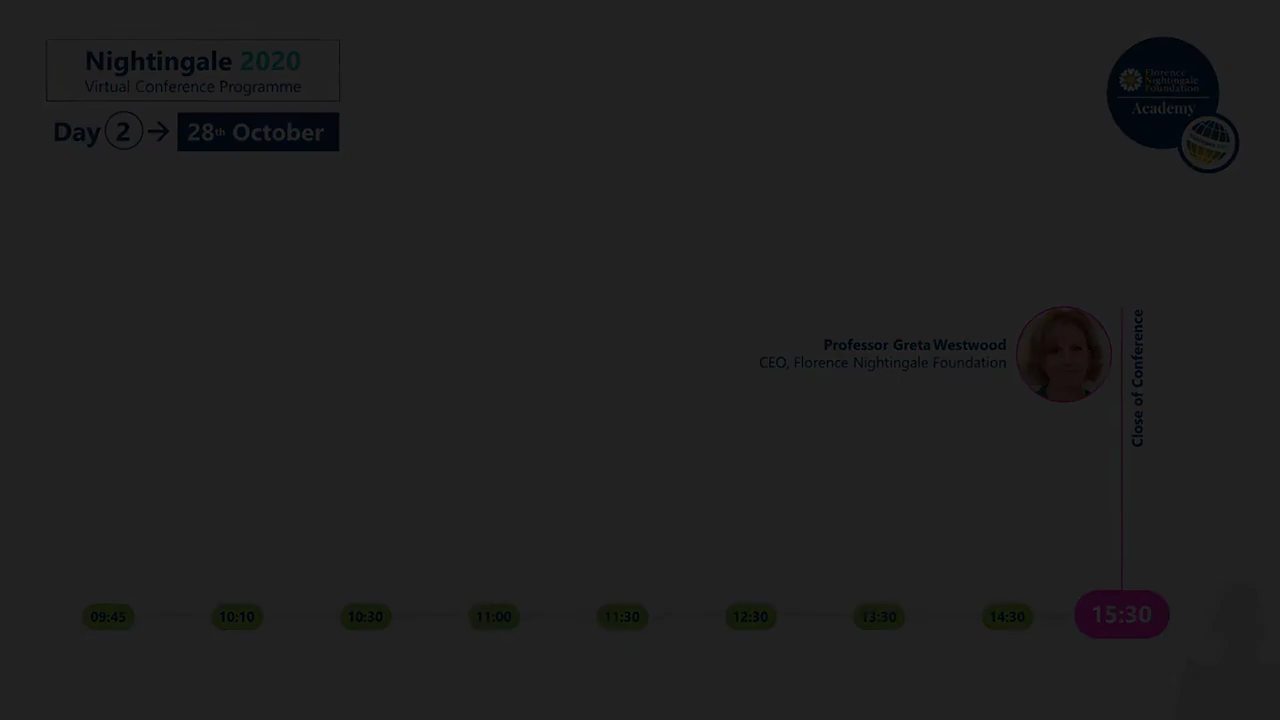 Nightingale 2020
Virtual Conference Programme
Day 2 → 28th October
Florence
Nightingale
Foundation
Academy
Professor Greta Westwood
CEO, Florence Nightingale Foundation
Close of Conference
09:45
10:10
10:30
11:00
11:30
12:30
13:30
14:30
15:30